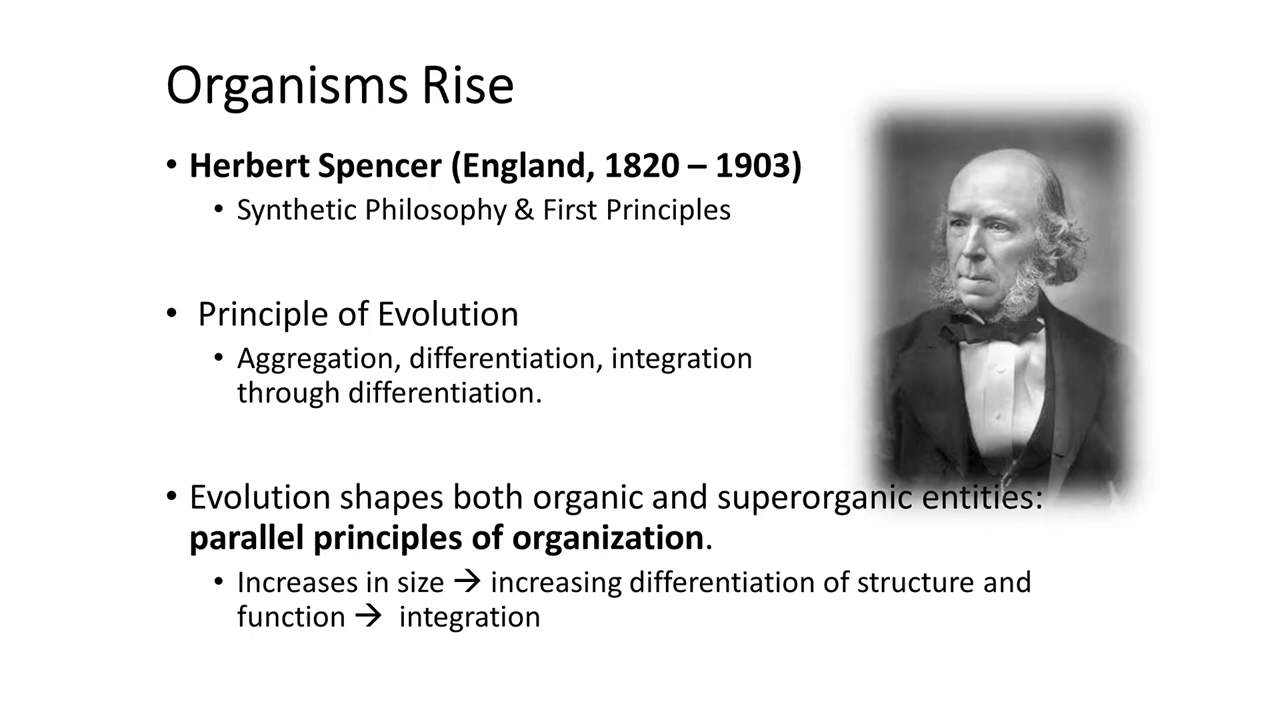 Organisms Rise
• Herbert Spencer (England, 1820 – 1903)
• Synthetic Philosophy & First Principles
• Principle of Evolution
• Aggregation, differentiation, integration
through differentiation.
• Evolution shapes both organic and superorganic entities:
parallel principles of organization.
• Increases in size → increasing differentiation of structure and
function → integration